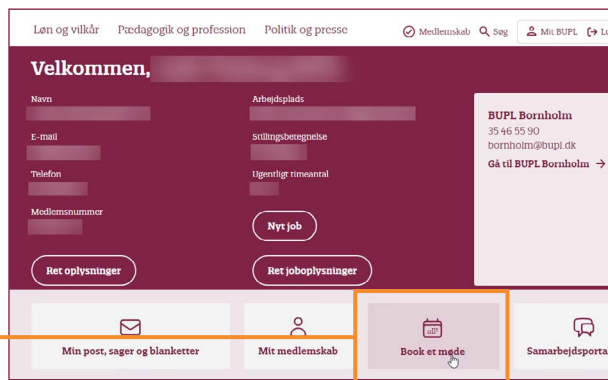 Løn og vilkår Pædagogik og profession Politik og presse Medlemskab Søg Mit BUPL
Velkommen,
Navn
Arbejdsplads
E-mail
Stillingsbetegnelse
Telefon
Ugentligt timeantal
Medlemsnummer
Nyt job
Ret oplysninger
Ret joboplysninger
BUPL Bornholm
35 46 55 90
bornholm@bupl.dk
Gå til BUPL Bornholm →
Min post, sager og blanketter
Mit medlemskab
Book et møde
Samarbejdsporta